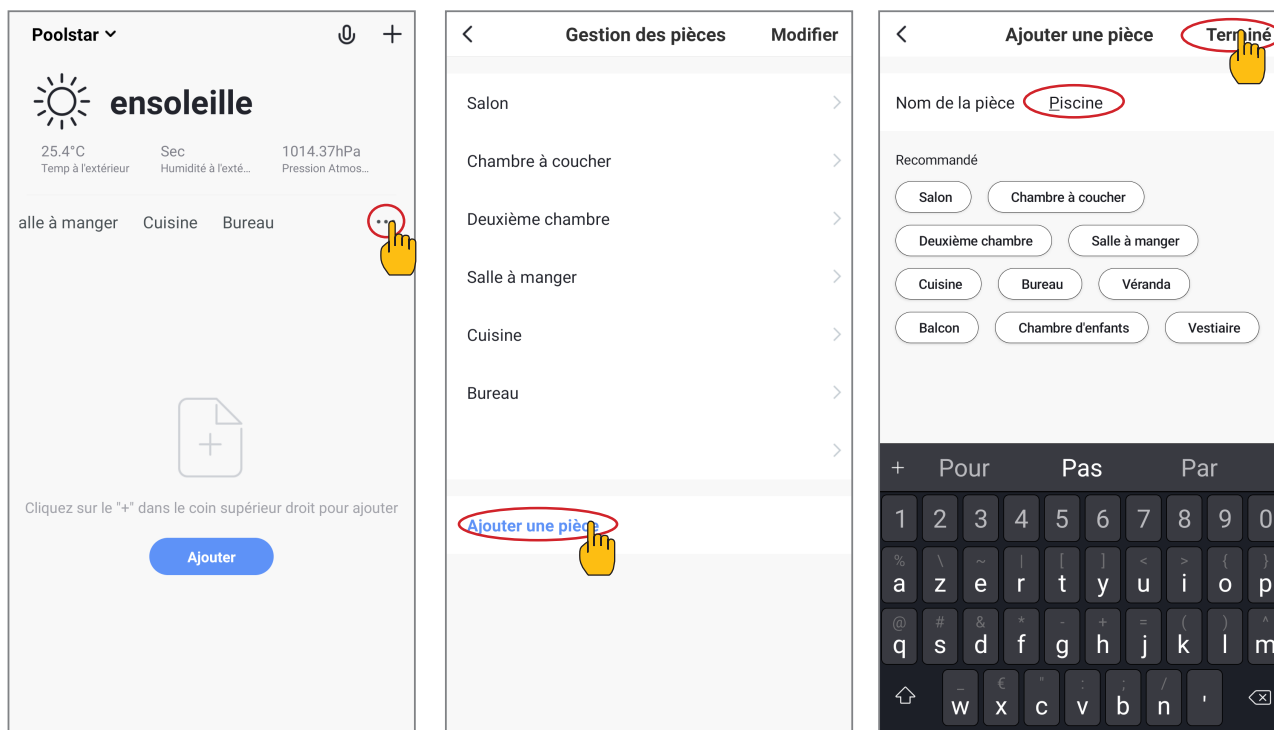 Poolstar
ensoleille
25.4°C Sec 1014.37hPa
Temp à l'extérieur Humidité à l'exté... Pression Atmos...
alle à manger Cuisine Bureau
Cliquez sur le "+" dans le coin supérieur droit pour ajouter
Ajouter
Gestion des pièces Modifier
Salon
Chambre à coucher
Deuxième chambre
Salle à manger
Cuisine
Bureau
Ajouter une pièce
Ajouter une pièce Terminé
Nom de la pièce Piscine
Recommandé
Salon Chambre à coucher
Deuxième chambre Salle à manger
Cuisine Bureau Véranda
Balcon Chambre d'enfants Vestiaire
+ Pour Pas Par
1 2 3 4 5 6 7 8 9 0
% \ ~ | [ ] < > { }
a z e r t y u i o p
@ # & * - + = ( ) ^
q s d f g h j k l m
_ € " : ; /
w x c v b n '